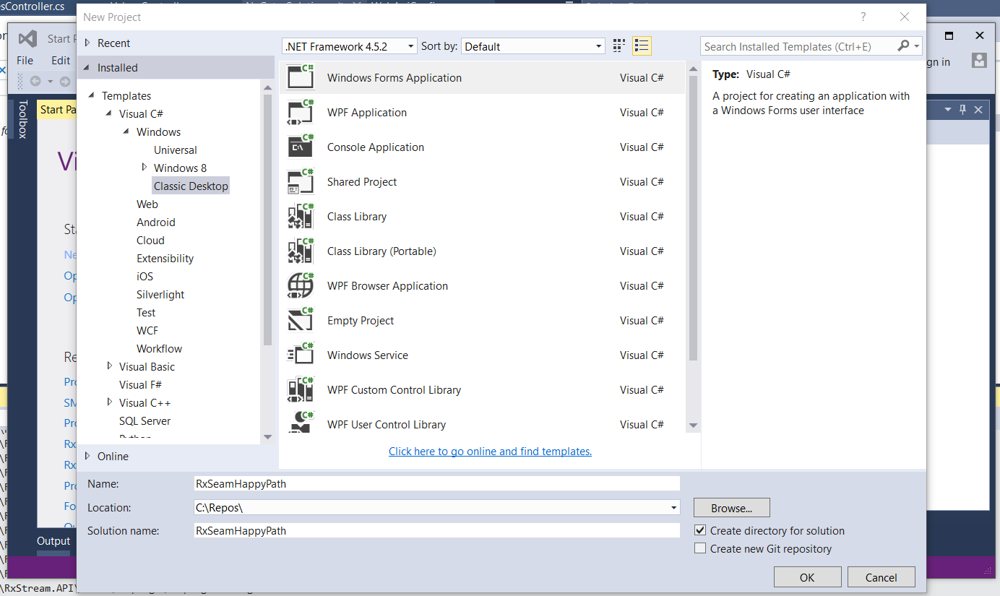 esController.cs
New Project
?
Start P
File Edit
Toolbox
Start Pa
Vi
Sta
Ne
Op
Op
Re
Pro
SM
Pro
Rx
Rx
Pro
Fo
Output
Recent
Installed
Templates
Visual C#
Windows
Universal
Windows 8
Classic Desktop
Web
Android
Cloud
Extensibility
iOS
Silverlight
Test
WCF
Workflow
Visual Basic
Visual F#
Visual C++
SQL Server
Online
.NET Framework 4.5.2 Sort by: Default
Windows Forms Application Visual C#
WPF Application Visual C#
Console Application Visual C#
Shared Project Visual C#
Class Library Visual C#
Class Library (Portable) Visual C#
WPF Browser Application Visual C#
Empty Project Visual C#
Windows Service Visual C#
WPF Custom Control Library Visual C#
WPF User Control Library Visual C#
Click here to go online and find templates.
Search Installed Templates (Ctrl+E)
Type: Visual C#
A project for creating an application with
a Windows Forms user interface
gn in
Name: RxSeamHappyPath
Location: C:\Repos\
Browse...
Solution name: RxSeamHappyPath
Create directory for solution
Create new Git repository
OK Cancel
\RxStream.API\